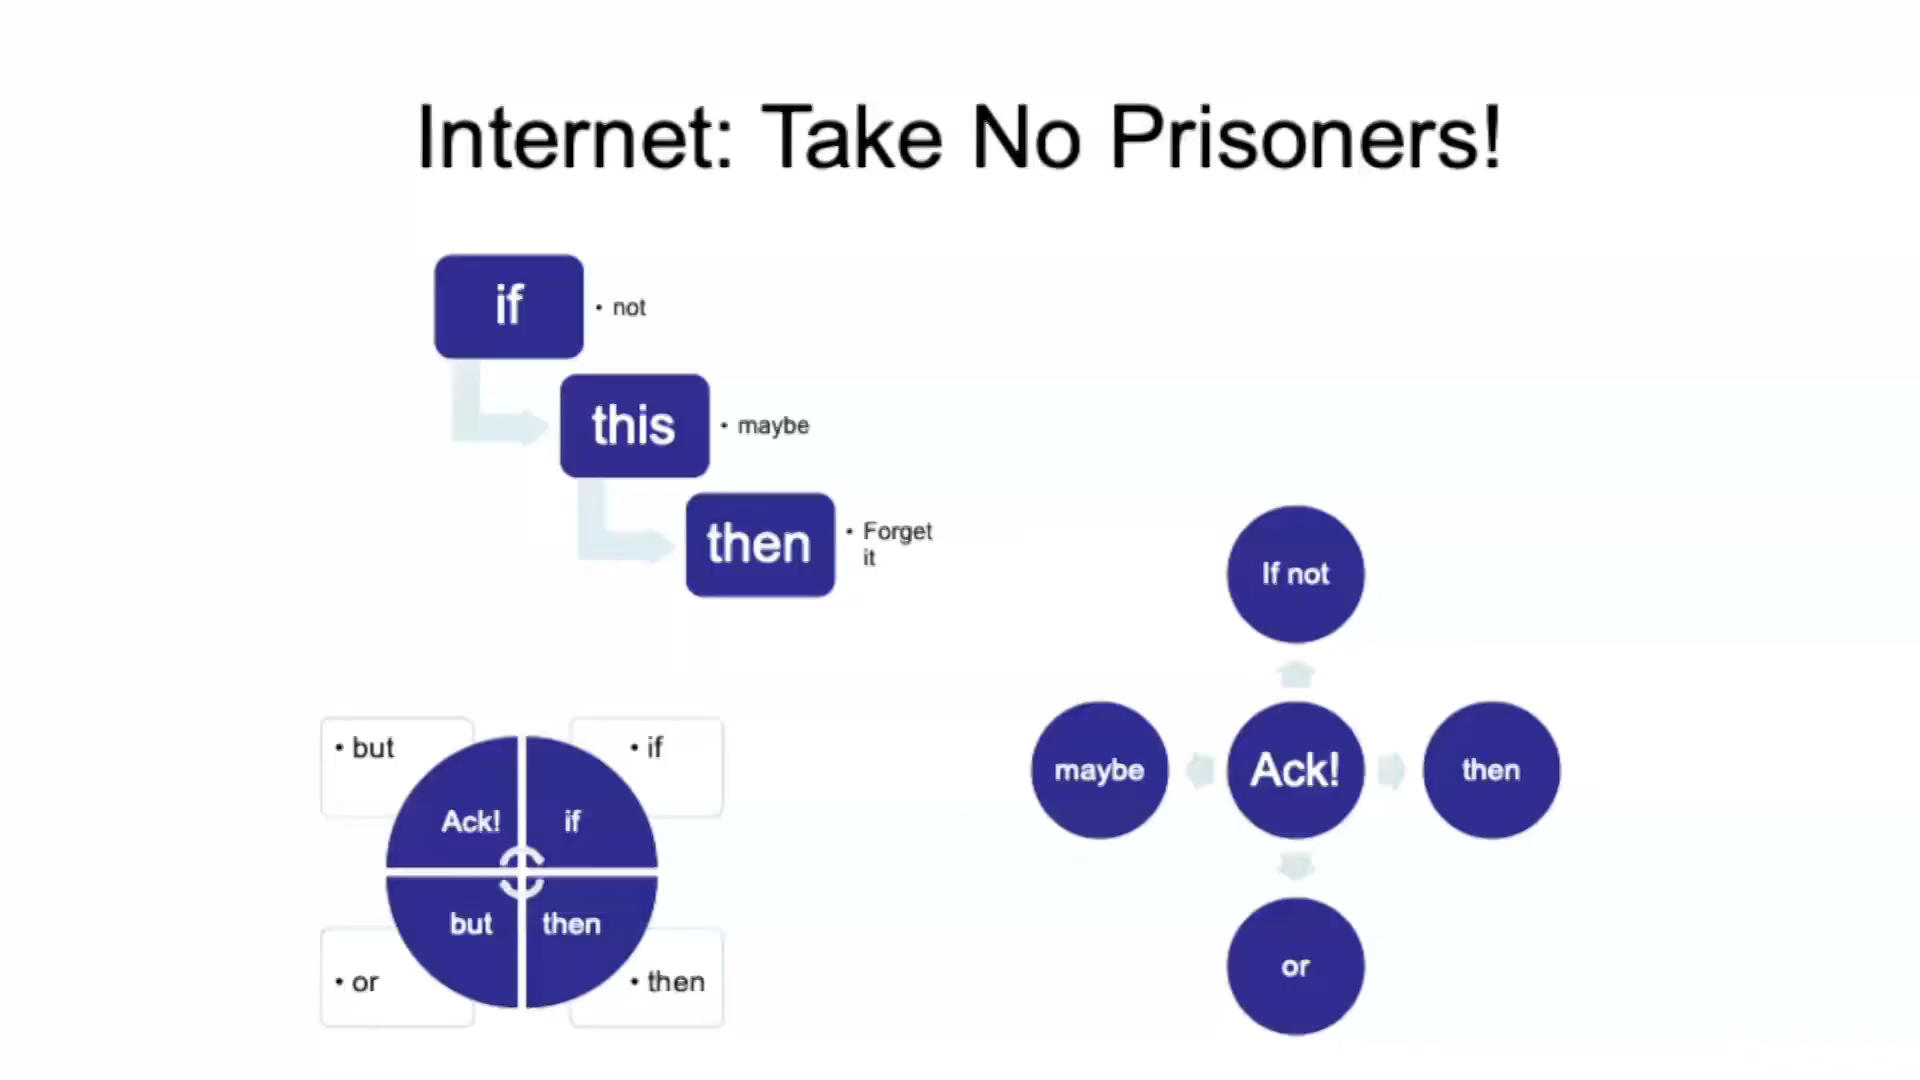 Internet: Take No Prisoners!
if
• not
this
• maybe
then
• Forget
it
• but
• if
Ack!
if
but
then
• or
• then
If not
maybe
Ack!
then
or